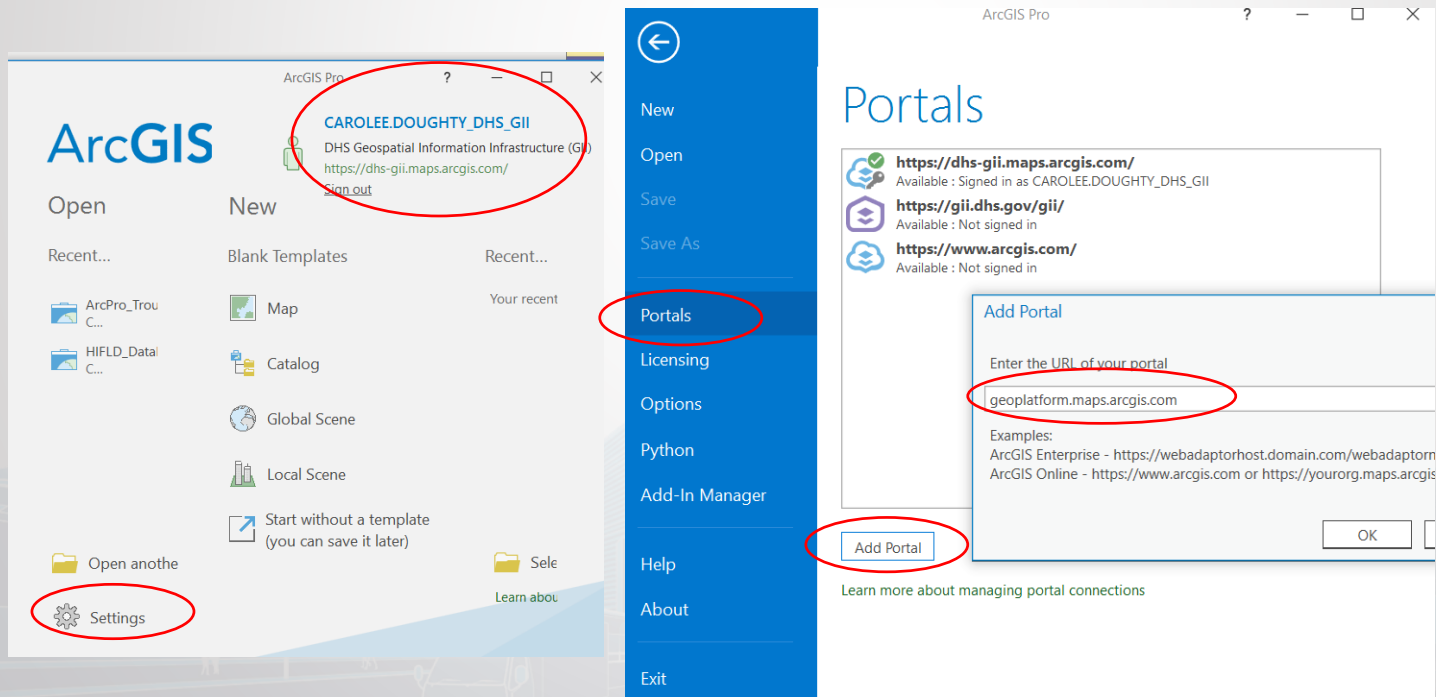 ArcGIS Pro
?
ArcGIS
CAROLEE.DOUGHTY_DHS_GII
DHS Geospatial Information Infrastructure (GII)
https://dhs-gii.maps.arcgis.com/
Sign out
Open
New
Recent...
Blank Templates
Recent...
ArcPro_Trou
C...
HIFLD_Data
C...
Map
Catalog
Global Scene
Local Scene
Start without a template
(you can save it later)
Your recent
Open anothe
Settings
Sele
Learn abou
ArcGIS Pro
?
New
Open
Save
Save As
Portals
Licensing
Options
Python
Add-In Manager
Help
About
Exit
Portals
https://dhs-gii.maps.arcgis.com/
Available : Signed in as CAROLEE.DOUGHTY_DHS_GII
https://gii.dhs.gov/gii/
Available : Not signed in
https://www.arcgis.com/
Available : Not signed in
Add Portal
Enter the URL of your portal
geoplatform.maps.arcgis.com
Examples:
ArcGIS Enterprise - https://webadaptorhost.domain.com/webadaptorn
ArcGIS Online - https://www.arcgis.com or https://yourorg.maps.arcgis
OK
Add Portal
Learn more about managing portal connections